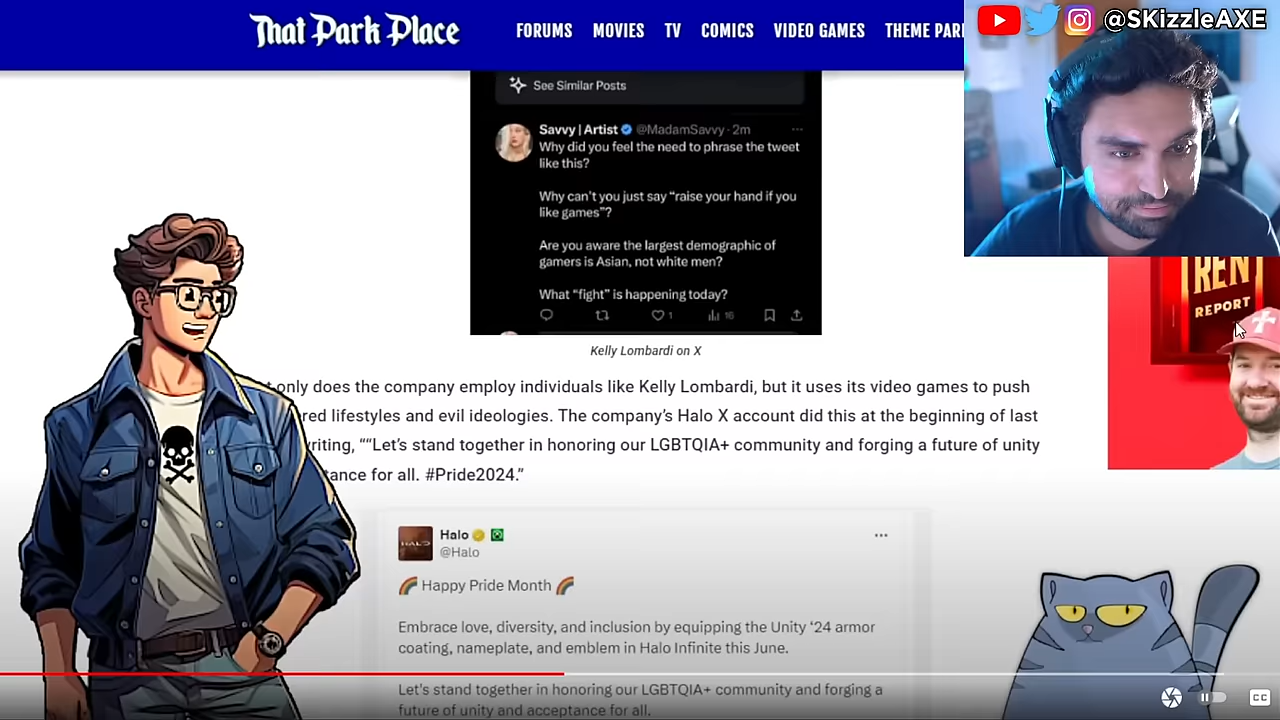 That Park Place
FORUMS MOVIES TV COMICS VIDEO GAMES THEME PAR
@SKizzleAXE
See Similar Posts
Savvy | Artist @MadamSavvy · 2m
Why did you feel the need to phrase the tweet
like this?
Why can't you just say “raise your hand if you
like games”?
Are you aware the largest demographic of
gamers is Asian, not white men?
What “fight” is happening today?
1
16
RENT
REPORT
Kelly Lombardi on X
only does the company employ individuals like Kelly Lombardi, but it uses its video games to push
red lifestyles and evil ideologies. The company's Halo X account did this at the beginning of last
writing, ““Let's stand together in honoring our LGBTQIA+ community and forging a future of unity
tance for all. #Pride2024.”
HALO
Halo
@Halo
Happy Pride Month
Embrace love, diversity, and inclusion by equipping the Unity ‘24 armor
coating, nameplate, and emblem in Halo Infinite this June.
Let's stand together in honoring our LGBTQIA+ community and forging a
future of unity and acceptance for all.
CC